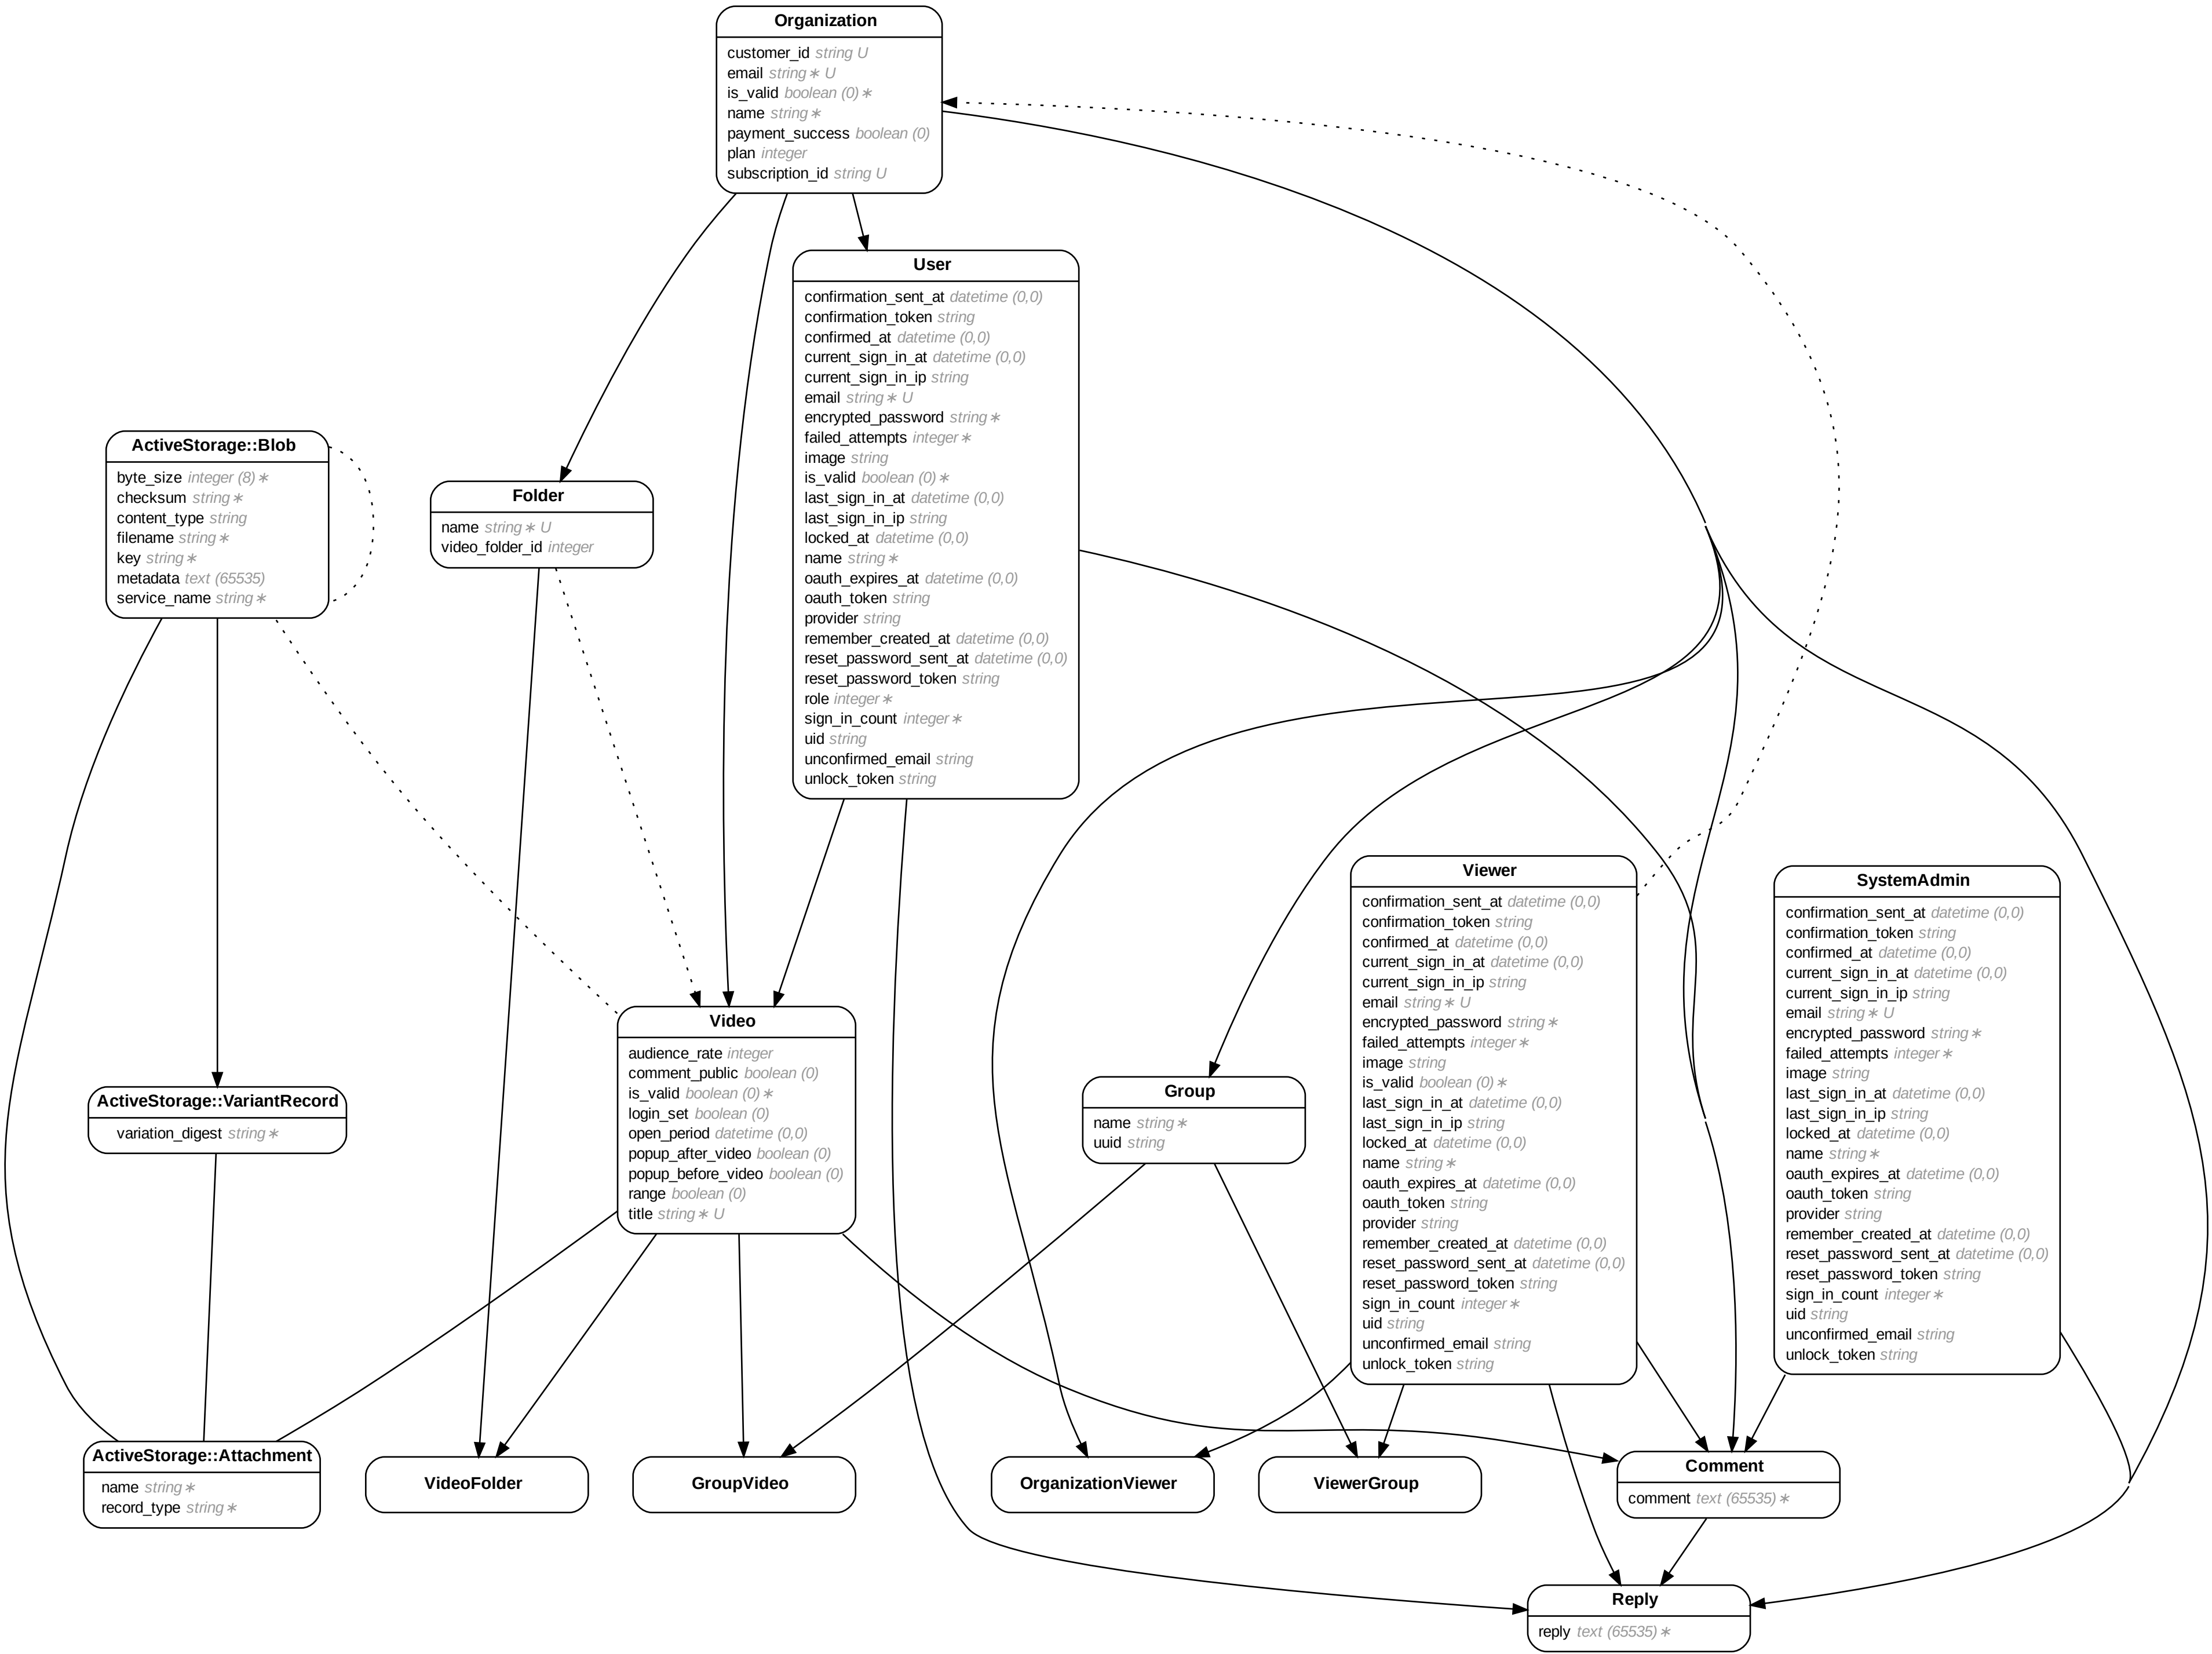 Organization
customer_id string U
email string∗ U
is_valid boolean (0)∗
name string∗
payment_success boolean (0)
plan integer
subscription_id string U
User
confirmation_sent_at datetime (0,0)
confirmation_token string
confirmed_at datetime (0,0)
current_sign_in_at datetime (0,0)
current_sign_in_ip string
email string∗ U
encrypted_password string∗
failed_attempts integer∗
image string
is_valid boolean (0)∗
last_sign_in_at datetime (0,0)
last_sign_in_ip string
locked_at datetime (0,0)
name string∗
oauth_expires_at datetime (0,0)
oauth_token string
provider string
remember_created_at datetime (0,0)
reset_password_sent_at datetime (0,0)
reset_password_token string
role integer∗
sign_in_count integer∗
uid string
unconfirmed_email string
unlock_token string
ActiveStorage::Blob
byte_size integer (8)∗
checksum string∗
content_type string
filename string∗
key string∗
metadata text (65535)
service_name string∗
Folder
name string∗ U
video_folder_id integer
Viewer
confirmation_sent_at datetime (0,0)
confirmation_token string
confirmed_at datetime (0,0)
current_sign_in_at datetime (0,0)
current_sign_in_ip string
email string∗ U
encrypted_password string∗
failed_attempts integer∗
image string
is_valid boolean (0)∗
last_sign_in_at datetime (0,0)
last_sign_in_ip string
locked_at datetime (0,0)
name string∗
oauth_expires_at datetime (0,0)
oauth_token string
provider string
remember_created_at datetime (0,0)
reset_password_sent_at datetime (0,0)
reset_password_token string
sign_in_count integer∗
uid string
unconfirmed_email string
unlock_token string
SystemAdmin
confirmation_sent_at datetime (0,0)
confirmation_token string
confirmed_at datetime (0,0)
current_sign_in_at datetime (0,0)
current_sign_in_ip string
email string∗ U
encrypted_password string∗
failed_attempts integer∗
image string
last_sign_in_at datetime (0,0)
last_sign_in_ip string
locked_at datetime (0,0)
name string∗
oauth_expires_at datetime (0,0)
oauth_token string
provider string
remember_created_at datetime (0,0)
reset_password_sent_at datetime (0,0)
reset_password_token string
sign_in_count integer∗
uid string
unconfirmed_email string
unlock_token string
Video
audience_rate integer
comment_public boolean (0)
is_valid boolean (0)∗
login_set boolean (0)
open_period datetime (0,0)
popup_after_video boolean (0)
popup_before_video boolean (0)
range boolean (0)
title string∗ U
ActiveStorage::VariantRecord
variation_digest string∗
Group
name string∗
uuid string
ActiveStorage::Attachment
name string∗
record_type string∗
VideoFolder
GroupVideo
OrganizationViewer
ViewerGroup
Comment
comment text (65535)∗
Reply
reply text (65535)∗